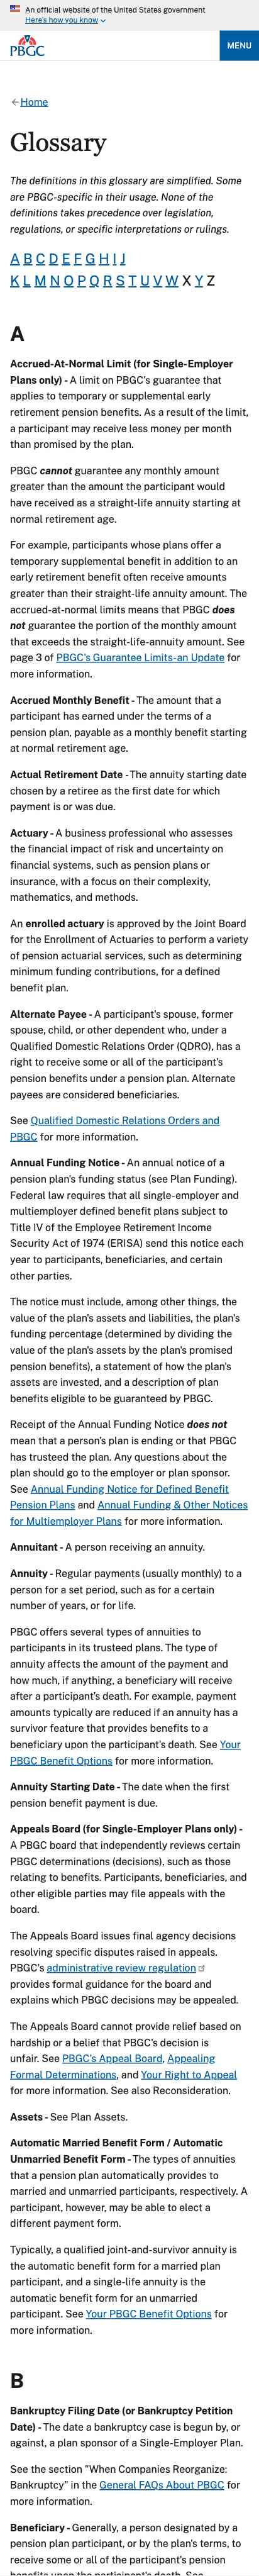 An official website of the United States government
Here's how you know
PBGC
MENU
Home
Glossary
The definitions in this glossary are simplified. Some
are PBGC-specific in their usage. None of the
definitions takes precedence over legislation,
regulations, or specific interpretations or rulings.
A B C D E F G H I J
K L M N O P Q R S T U V W X Y Z
A
Accrued-At-Normal Limit (for Single-Employer
Plans only) - A limit on PBGC's guarantee that
applies to temporary or supplemental early
retirement pension benefits. As a result of the limit,
a participant may receive less money per month
than promised by the plan.
PBGC cannot guarantee any monthly amount
greater than the amount the participant would
have received as a straight-life annuity starting at
normal retirement age.
For example, participants whose plans offer a
temporary supplemental benefit in addition to an
early retirement benefit often receive amounts
greater than their straight-life annuity amount. The
accrued-at-normal limits means that PBGC does
not guarantee the portion of the monthly amount
that exceeds the straight-life-annuity amount. See
page 3 of PBGC's Guarantee Limits-an Update for
more information.
Accrued Monthly Benefit - The amount that a
participant has earned under the terms of a
pension plan, payable as a monthly benefit starting
at normal retirement age.
Actual Retirement Date - The annuity starting date
chosen by a retiree as the first date for which
payment is or was due.
Actuary - A business professional who assesses
the financial impact of risk and uncertainty on
financial systems, such as pension plans or
insurance, with a focus on their complexity,
mathematics, and methods.
An enrolled actuary is approved by the Joint Board
for the Enrollment of Actuaries to perform a variety
of pension actuarial services, such as determining
minimum funding contributions, for a defined
benefit plan.
Alternate Payee - A participant's spouse, former
spouse, child, or other dependent who, under a
Qualified Domestic Relations Order (QDRO), has a
right to receive some or all of the participant's
pension benefits under a pension plan. Alternate
payees are considered beneficiaries.
See Qualified Domestic Relations Orders and
PBGC for more information.
Annual Funding Notice - An annual notice of a
pension plan's funding status (see Plan Funding).
Federal law requires that all single-employer and
multiemployer defined benefit plans subject to
Title IV of the Employee Retirement Income
Security Act of 1974 (ERISA) send this notice each
year to participants, beneficiaries, and certain
other parties.
The notice must include, among other things, the
value of the plan's assets and liabilities, the plan's
funding percentage (determined by dividing the
value of the plan's assets by the plan's promised
pension benefits), a statement of how the plan's
assets are invested, and a description of plan
benefits eligible to be guaranteed by PBGC.
Receipt of the Annual Funding Notice does not
mean that a person's plan is ending or that PBGC
has trusteed the plan. Any questions about the
plan should go to the employer or plan sponsor.
See Annual Funding Notice for Defined Benefit
Pension Plans and Annual Funding & Other Notices
for Multiemployer Plans for more information.
Annuitant - A person receiving an annuity.
Annuity - Regular payments (usually monthly) to a
person for a set period, such as for a certain
number of years, or for life.
PBGC offers several types of annuities to
participants in its trusteed plans. The type of
annuity affects the amount of the payment and
how much, if anything, a beneficiary will receive
after a participant's death. For example, payment
amounts typically are reduced if an annuity has a
survivor feature that provides benefits to a
beneficiary upon the participant's death. See Your
PBGC Benefit Options for more information.
Annuity Starting Date - The date when the first
pension benefit payment is due.
Appeals Board (for Single-Employer Plans only) -
A PBGC board that independently reviews certain
PBGC determinations (decisions), such as those
relating to benefits. Participants, beneficiaries, and
other eligible parties may file appeals with the
board.
The Appeals Board issues final agency decisions
resolving specific disputes raised in appeals.
PBGC's administrative review regulation
provides formal guidance for the board and
explains which PBGC decisions may be appealed.
The Appeals Board cannot provide relief based on
hardship or a belief that PBGC's decision is
unfair. See PBGC's Appeal Board, Appealing
Formal Determinations, and Your Right to Appeal
for more information. See also Reconsideration.
Assets - See Plan Assets.
Automatic Married Benefit Form / Automatic
Unmarried Benefit Form - The types of annuities
that a pension plan automatically provides to
married and unmarried participants, respectively. A
participant, however, may be able to elect a
different payment form.
Typically, a qualified joint-and-survivor annuity is
the automatic benefit form for a married plan
participant, and a single-life annuity is the
automatic benefit form for an unmarried
participant. See Your PBGC Benefit Options for
more information.
B
Bankruptcy Filing Date (or Bankruptcy Petition
Date) - The date a bankruptcy case is begun by, or
against, a plan sponsor of a Single-Employer Plan.
See the section "When Companies Reorganize:
Bankruptcy" in the General FAQs About PBGC for
more information.
Beneficiary - Generally, a person designated by a
pension plan participant, or by the plan's terms, to
receive some or all of the participant's pension
benefits upon the participant's death. See